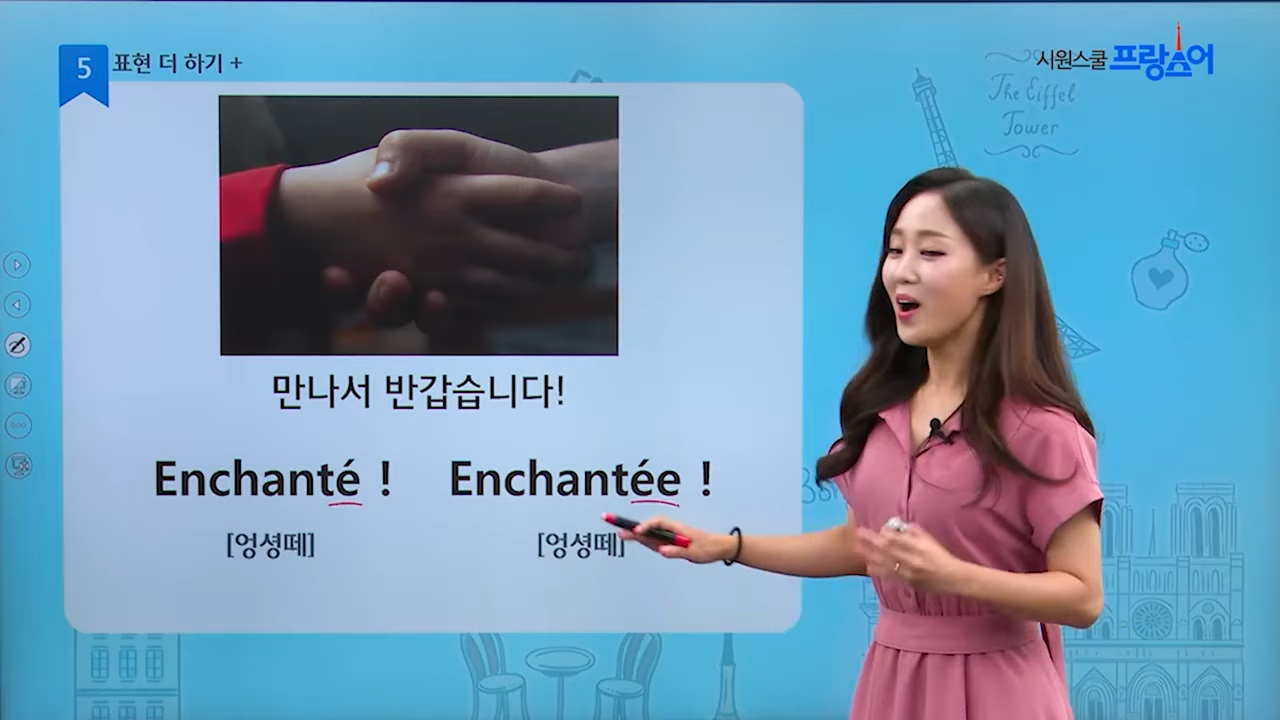 5 표현 더 하기 +
시원스쿨 프랑스어
The Eiffel
Tower
만나서 반갑습니다!
Enchanté ! Enchantée !
[엉셩떼] [엉셩떼]